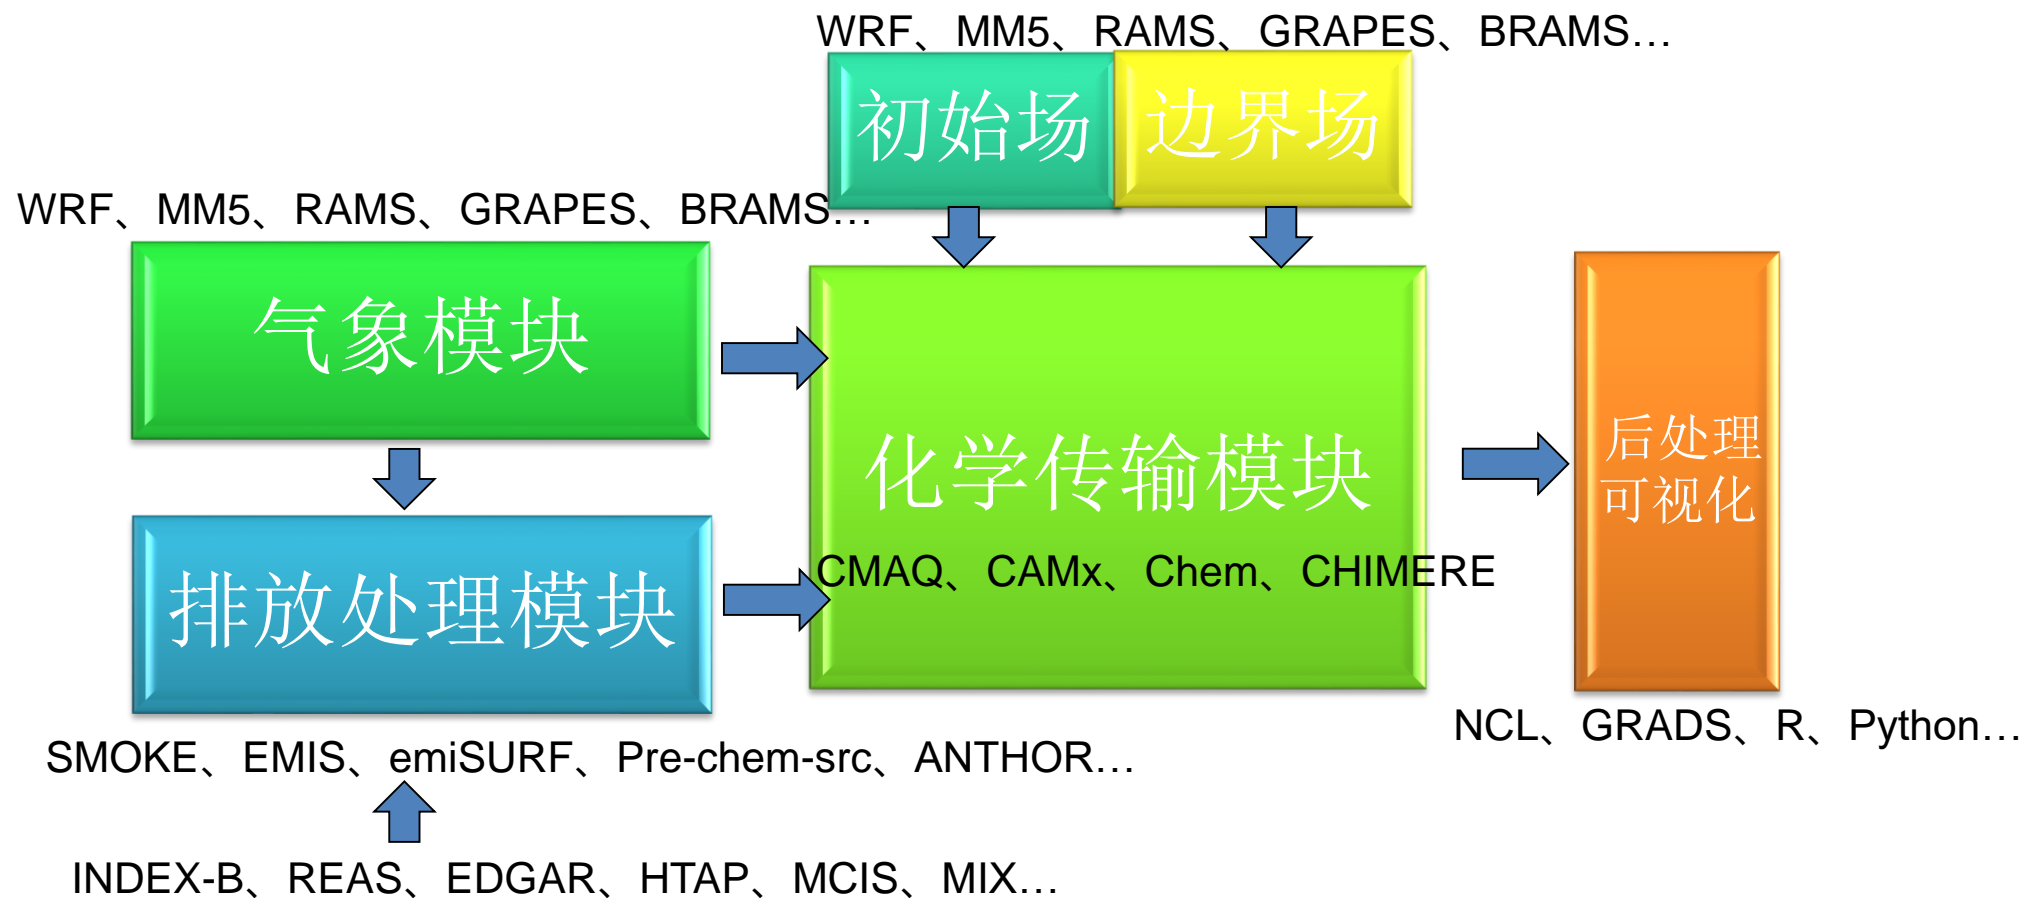 WRF、MM5、RAMS、GRAPES、BRAMS…
初始场
边界场
WRF、MM5、RAMS、GRAPES、BRAMS…
气象模块
化学传输模块
CMAQ、CAMx、Chem、CHIMERE
后处理
可视化
排放处理模块
NCL、GRADS、R、Python…
SMOKE、EMIS、emiSURF、Pre-chem-src、ANTHOR…
INDEX-B、REAS、EDGAR、HTAP、MCIS、MIX…